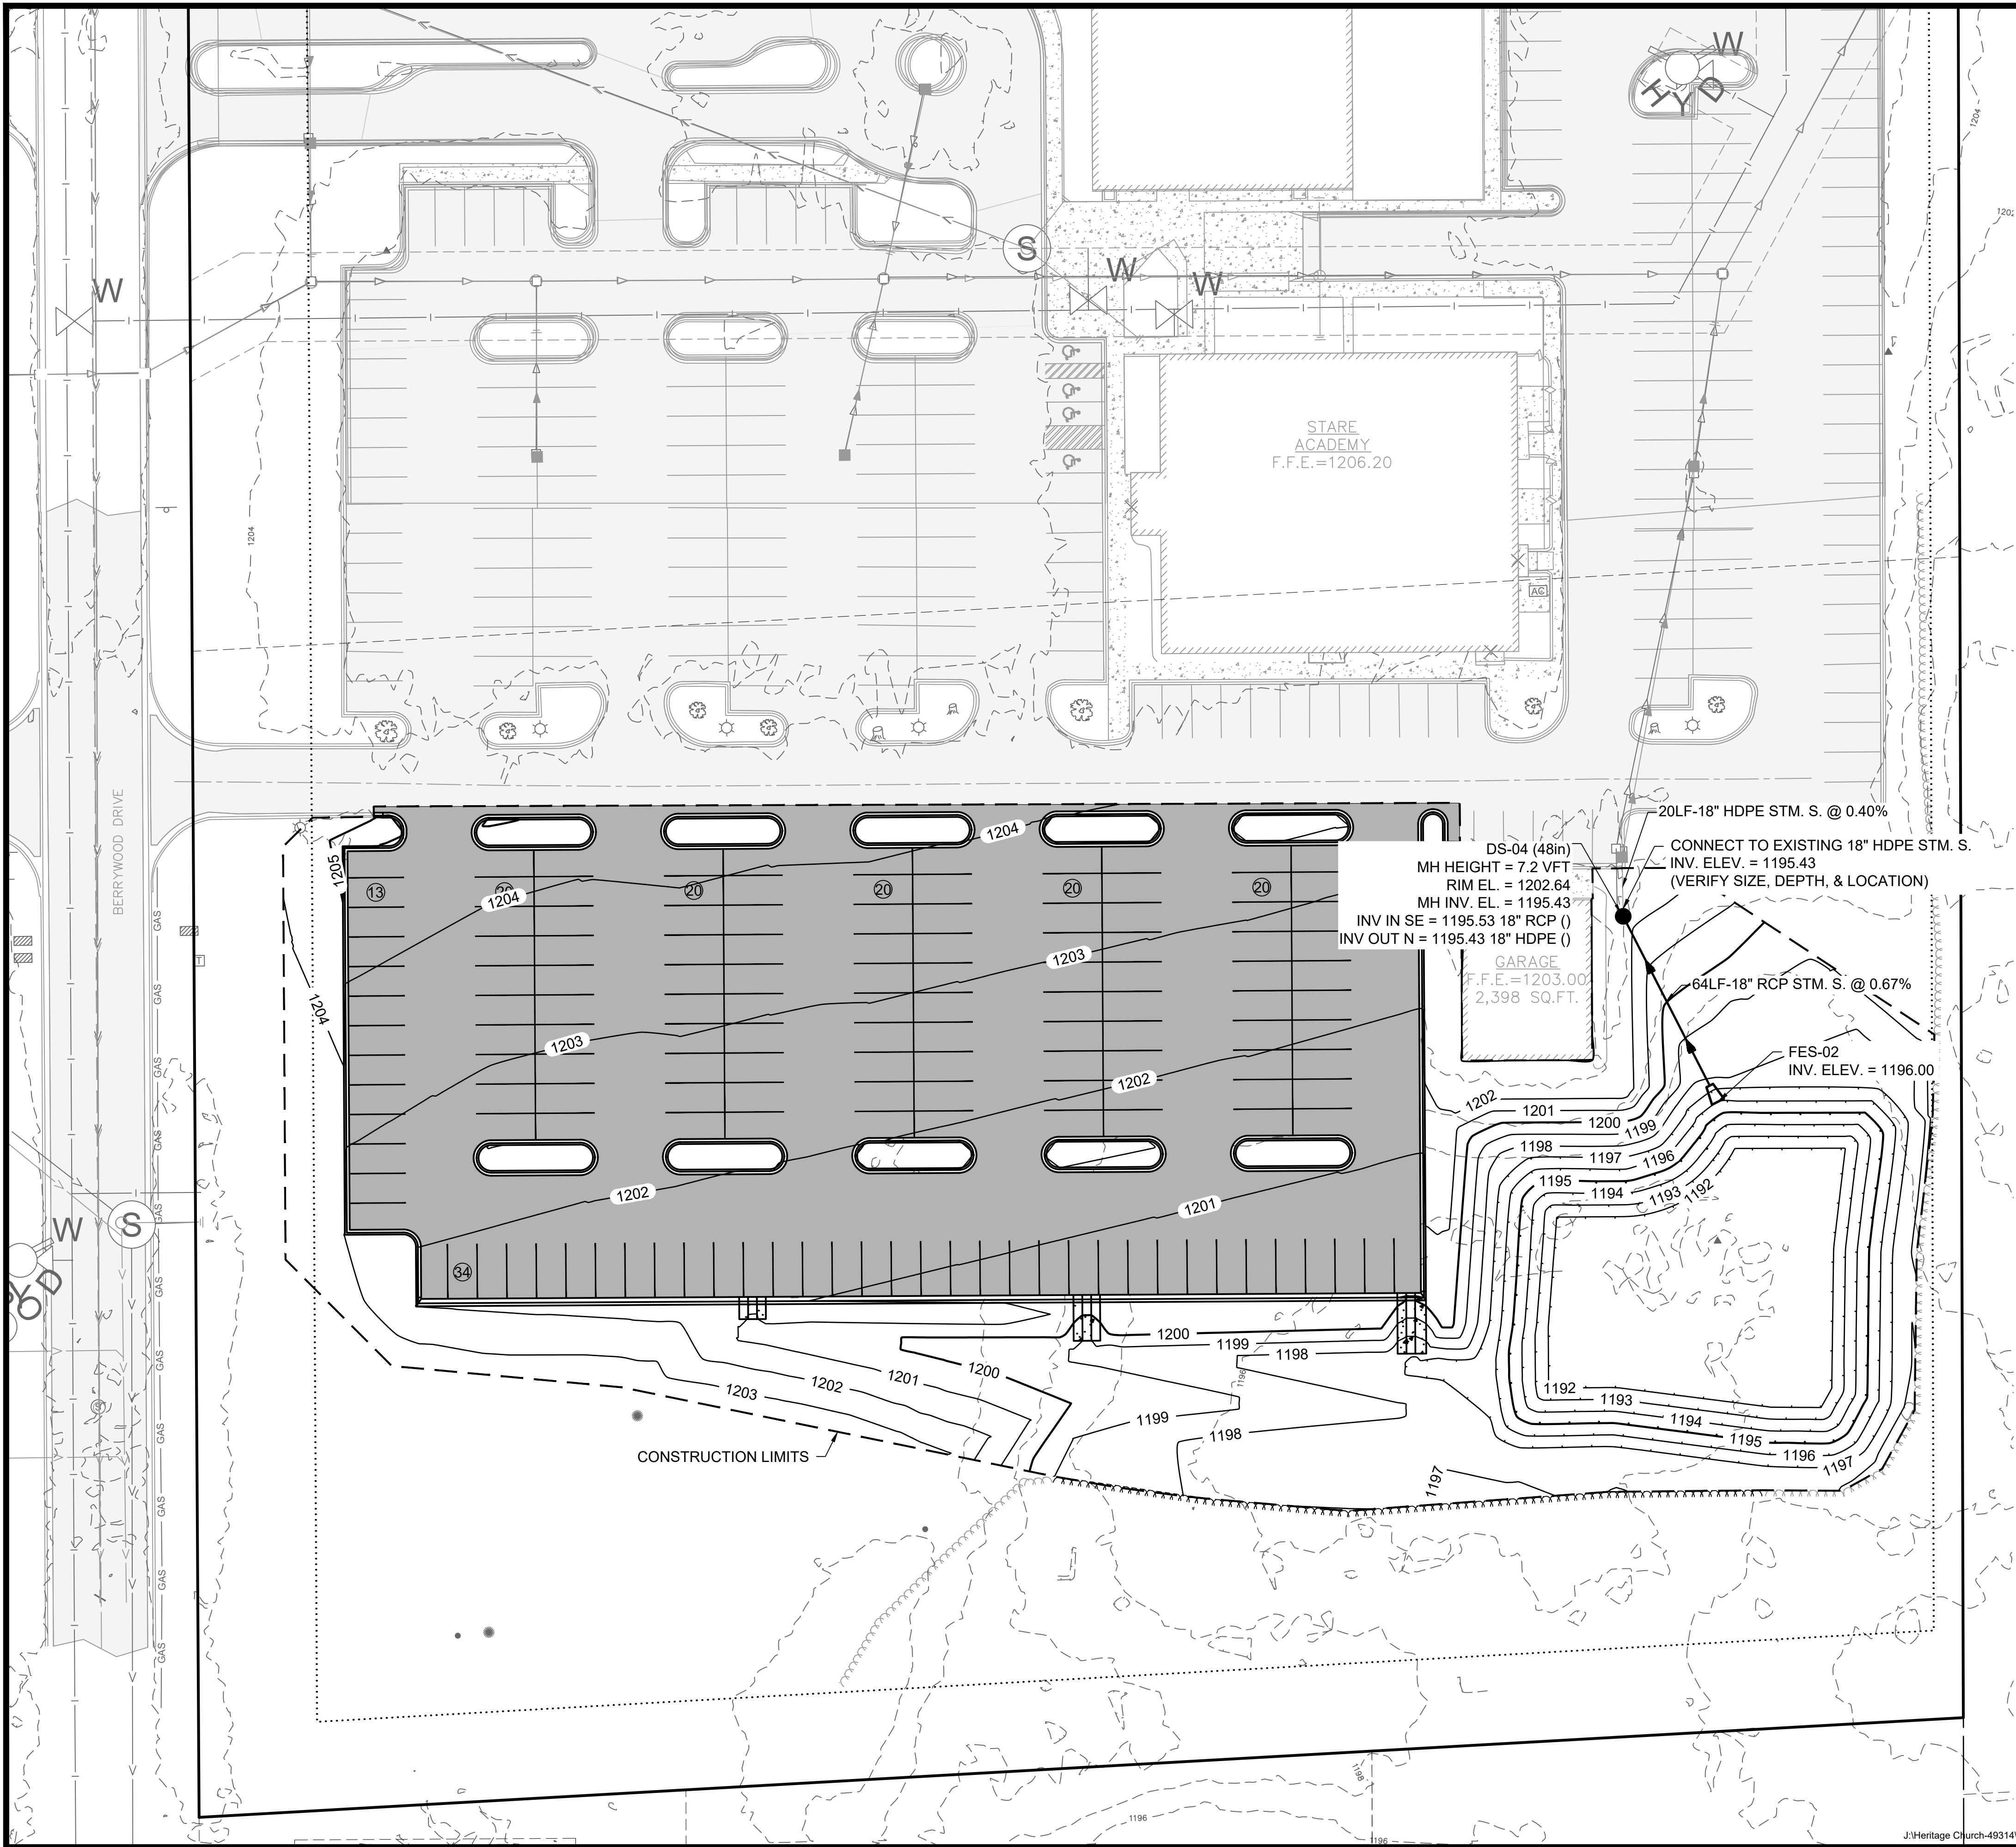 W
HYD
1204
W
S
W
W
STARE
ACADEMY
F.F.E.=1206.20
1204
AC
BERRYWOOD DRIVE
20LF-18" HDPE STM. S. @ 0.40%
CONNECT TO EXISTING 18" HDPE STM. S.
INV. ELEV. = 1195.43
(VERIFY SIZE, DEPTH, & LOCATION)
DS-04 (48in)
MH HEIGHT = 7.2 VFT
RIM EL. = 1202.64
MH INV. EL. = 1195.43
INV IN SE = 1195.53 18" RCP ()
INV OUT N = 1195.43 18" HDPE ()
1204
1205
13
20
20
20
20
20
1204
GAS
T
GARAGE
F.F.E.=1203.00
2,398 SQ.FT.
64LF-18" RCP STM. S. @ 0.67%
1203
GAS
1204
1203
GAS
FES-02
INV. ELEV. = 1196.00
1202
1202
1201
1200
1199
1198
1197
1196
1195
1194
1193
1192
GAS
1202
1201
GAS
W
S
34
GAS
1200
1199
1198
GAS
1203
1202
1201
1200
1199
1198
1192
1193
1194
1195
1196
1197
1197
GAS
CONSTRUCTION LIMITS
GAS
GAS
GAS
1198
1196
1196
J:\Heritage Church-49314\